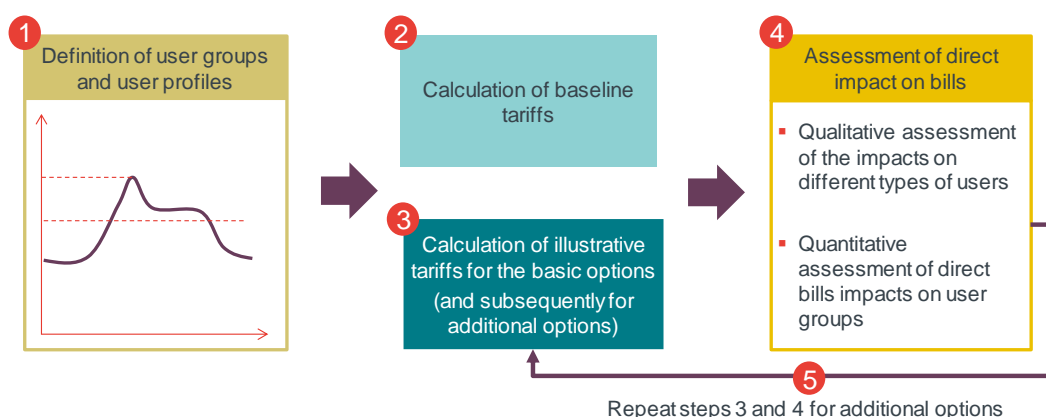 1
Definition of user groups
and user profiles
2
Calculation of baseline
tariffs
3
Calculation of illustrative
tariffs for the basic options
(and subsequently for
additional options)
4
Assessment of direct
impact on bills
▪ Qualitative assessment
of the impacts on
different types of users
▪ Quantitative
assessment of direct
bills impacts on user
groups
5
Repeat steps 3 and 4 for additional options